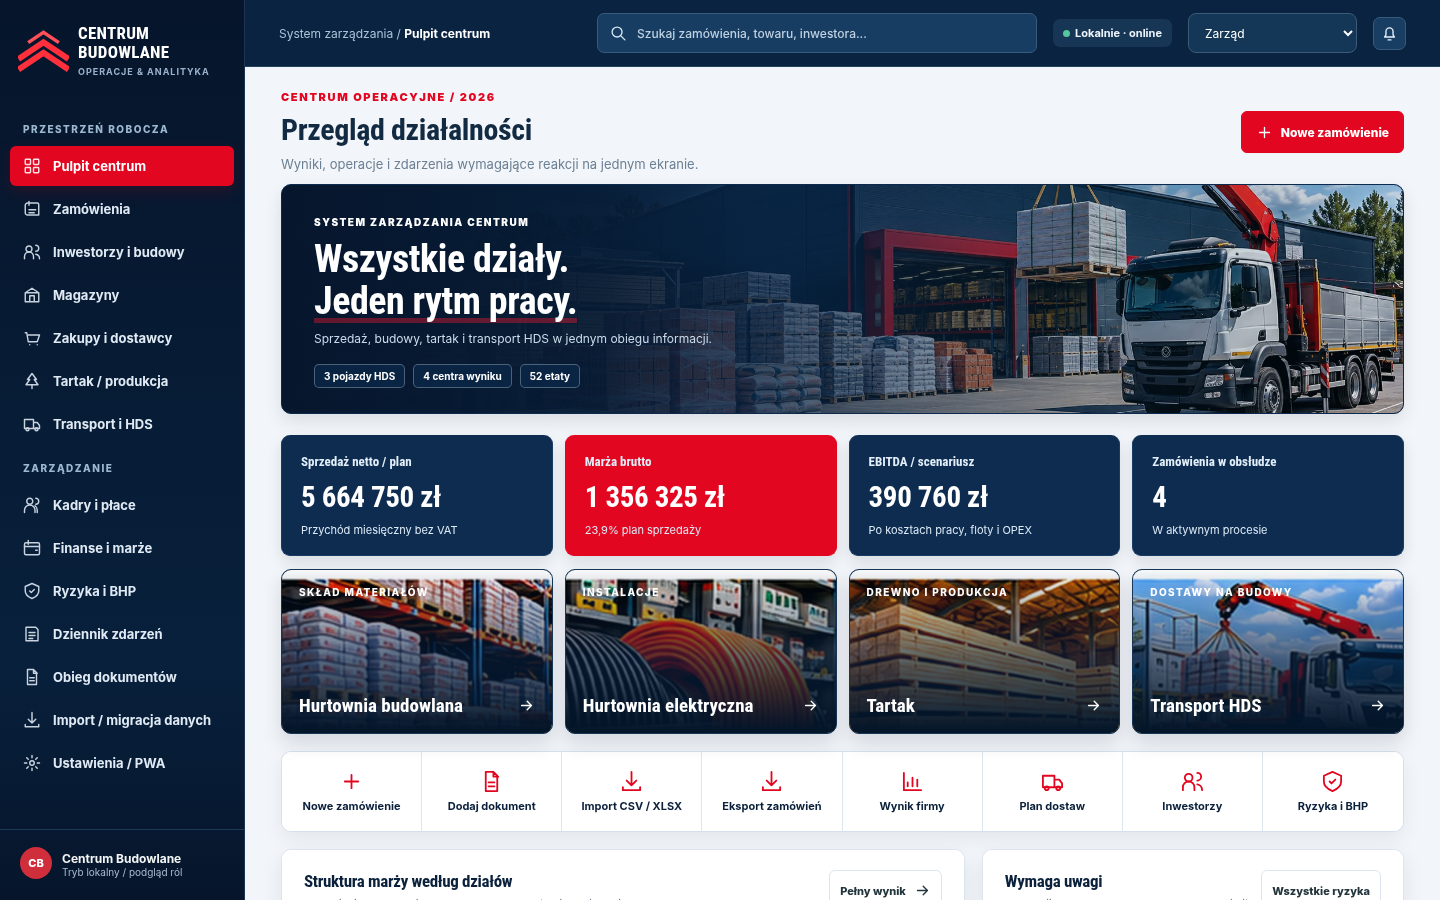 CENTRUM
BUDOWLANE
OPERACJE & ANALITYKA
PRZESTRZEŃ ROBOCZA
Pulpit centrum
Zamówienia
Inwestorzy i budowy
Magazyny
Zakupy i dostawcy
Tartak / produkcja
Transport i HDS
ZARZĄDZANIE
Kadry i płace
Finanse i marże
Ryzyka i BHP
Dziennik zdarzeń
Obieg dokumentów
Import / migracja danych
Ustawienia / PWA
CB
Centrum Budowlane
Tryb lokalny / podgląd ról
System zarządzania / Pulpit centrum
Szukaj zamówienia, towaru, inwestora...
Lokalnie · online
Zarząd
CENTRUM OPERACYJNE / 2026
Przegląd działalności
Wyniki, operacje i zdarzenia wymagające reakcji na jednym ekranie.
Nowe zamówienie
SYSTEM ZARZĄDZANIA CENTRUM
Wszystkie działy.
Jeden rytm pracy.
Sprzedaż, budowy, tartak i transport HDS w jednym obiegu informacji.
3 pojazdy HDS
4 centra wyniku
52 etaty
Sprzedaż netto / plan
5 664 750 zł
Przychód miesięczny bez VAT
Marża brutto
1 356 325 zł
23,9% plan sprzedaży
EBITDA / scenariusz
390 760 zł
Po kosztach pracy, floty i OPEX
Zamówienia w obsłudze
4
W aktywnym procesie
SKŁAD MATERIAŁÓW
Hurtownia budowlana
INSTALACJE
Hurtownia elektryczna
DREWNO I PRODUKCJA
Tartak
DOSTAWY NA BUDOWY
Transport HDS
Nowe zamówienie
Dodaj dokument
Import CSV / XLSX
Eksport zamówień
Wynik firmy
Plan dostaw
Inwestorzy
Ryzyka i BHP
Struktura marży według działów
Pełny wynik
Wymaga uwagi
Wszystkie ryzyka